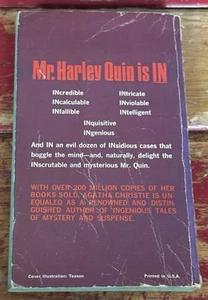 Mr. Harley Quin is IN
INcredible INtricate
INcalculable INviolable
INfallible INtelligent
INquisitive
INgenious
And IN an evil dozen of INsidious cases that
boggle the mind—and, naturally, delight the
INscrutable and mysterious Mr. Quin.
WITH OVER 200 MILLION COPIES OF HER
BOOKS SOLD, AGATHA CHRISTIE IS UN-
EQUALED AS A RENOWNED AND DISTIN-
GUISHED AUTHOR OF INGENIOUS TALES
OF MYSTERY AND SUSPENSE.
Cover Illustration: Teason Printed in U.S.A.